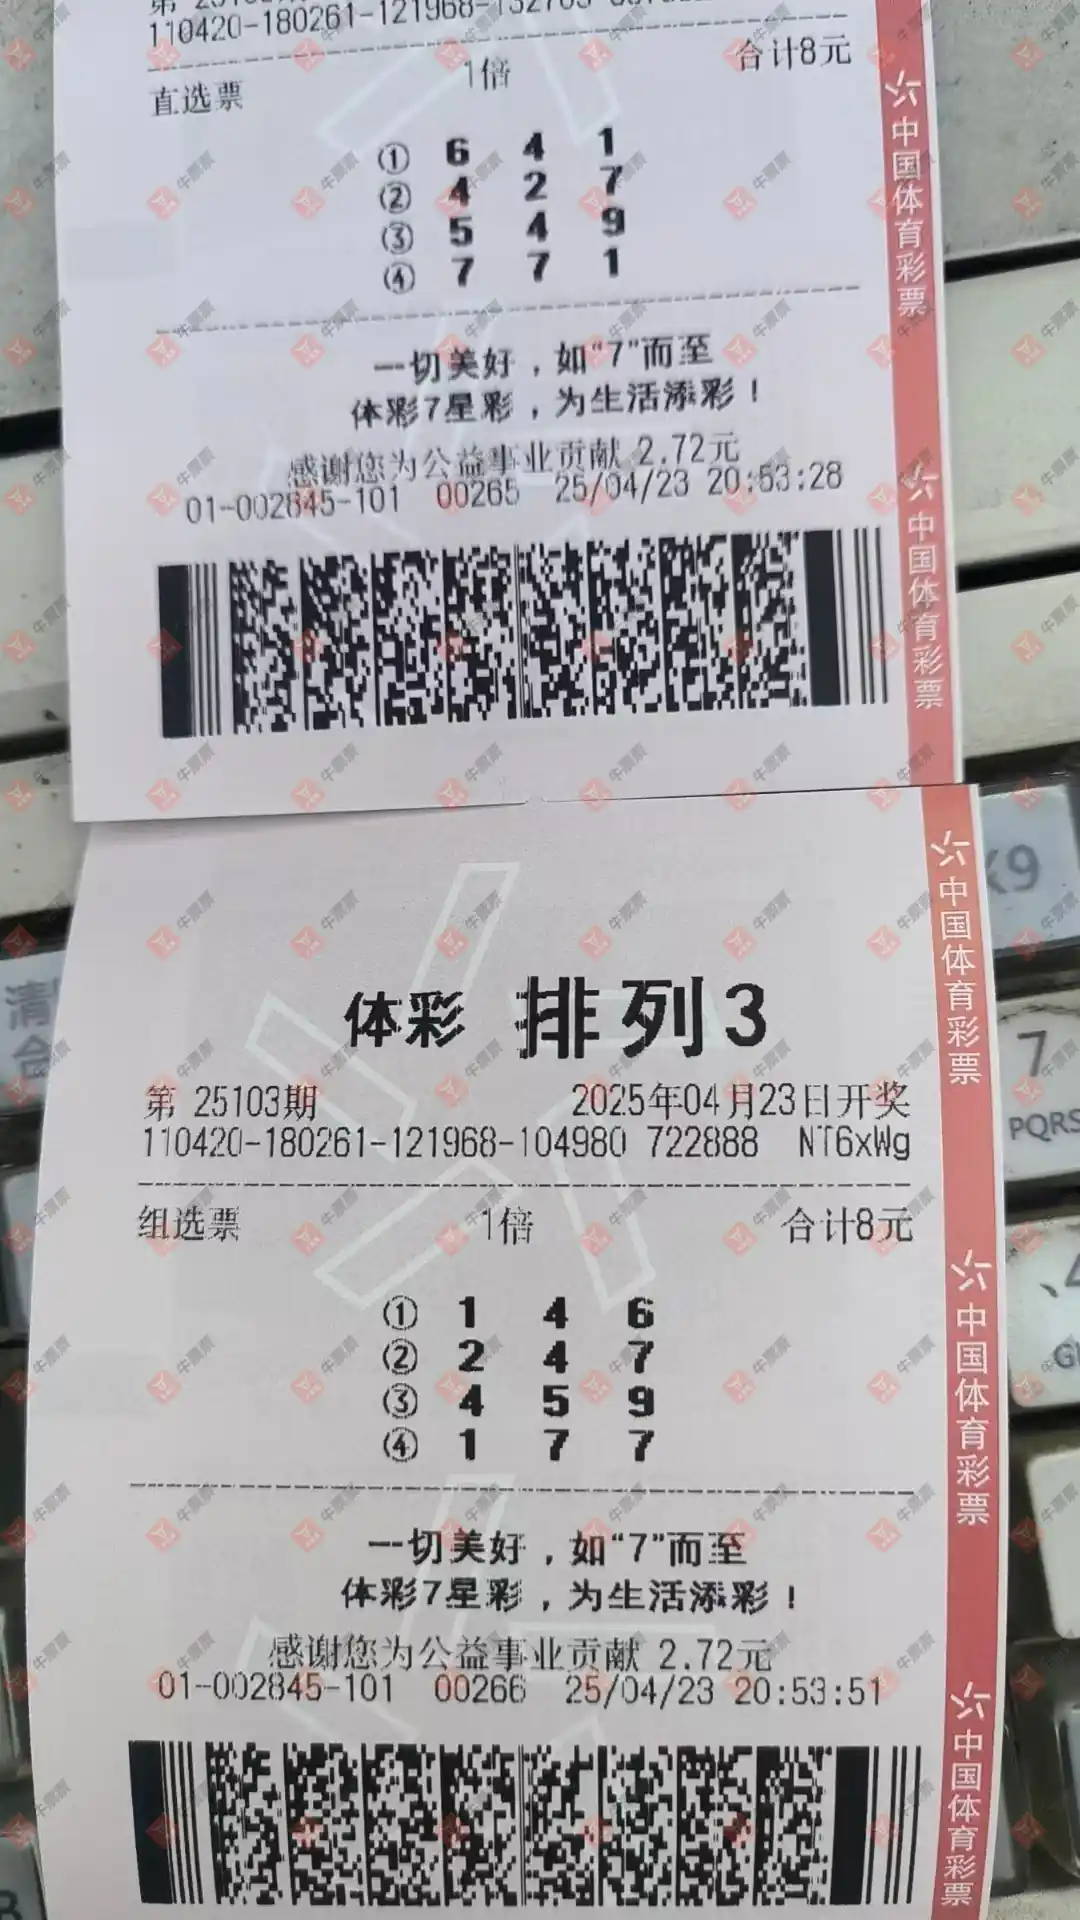 110420-180261-121968-
直选票 1倍 合计8元
① 6 4 1
② 4 2 7
③ 5 4 9
④ 7 7 1
一切美好，如“7”而至
体彩7星彩，为生活添彩！
感谢您为公益事业贡献 2.72元
01-002845-101 00265 25/04/23 20:53:28
中国体育彩票
中国体育彩票
体彩 排列3
第 25103期 2025年04月23日开奖
110420-180261-121968-104980 722888 NT6xWg
组选票 1倍 合计8元
① 1 4 6
② 2 4 7
③ 4 5 9
④ 1 7 7
一切美好，如“7”而至
体彩7星彩，为生活添彩！
感谢您为公益事业贡献 2.72元
01-002845-101 00266 25/04/23 20:53:51
中国体育彩票
中国体育彩票
中国体育彩票
7
PQRS
牛票票